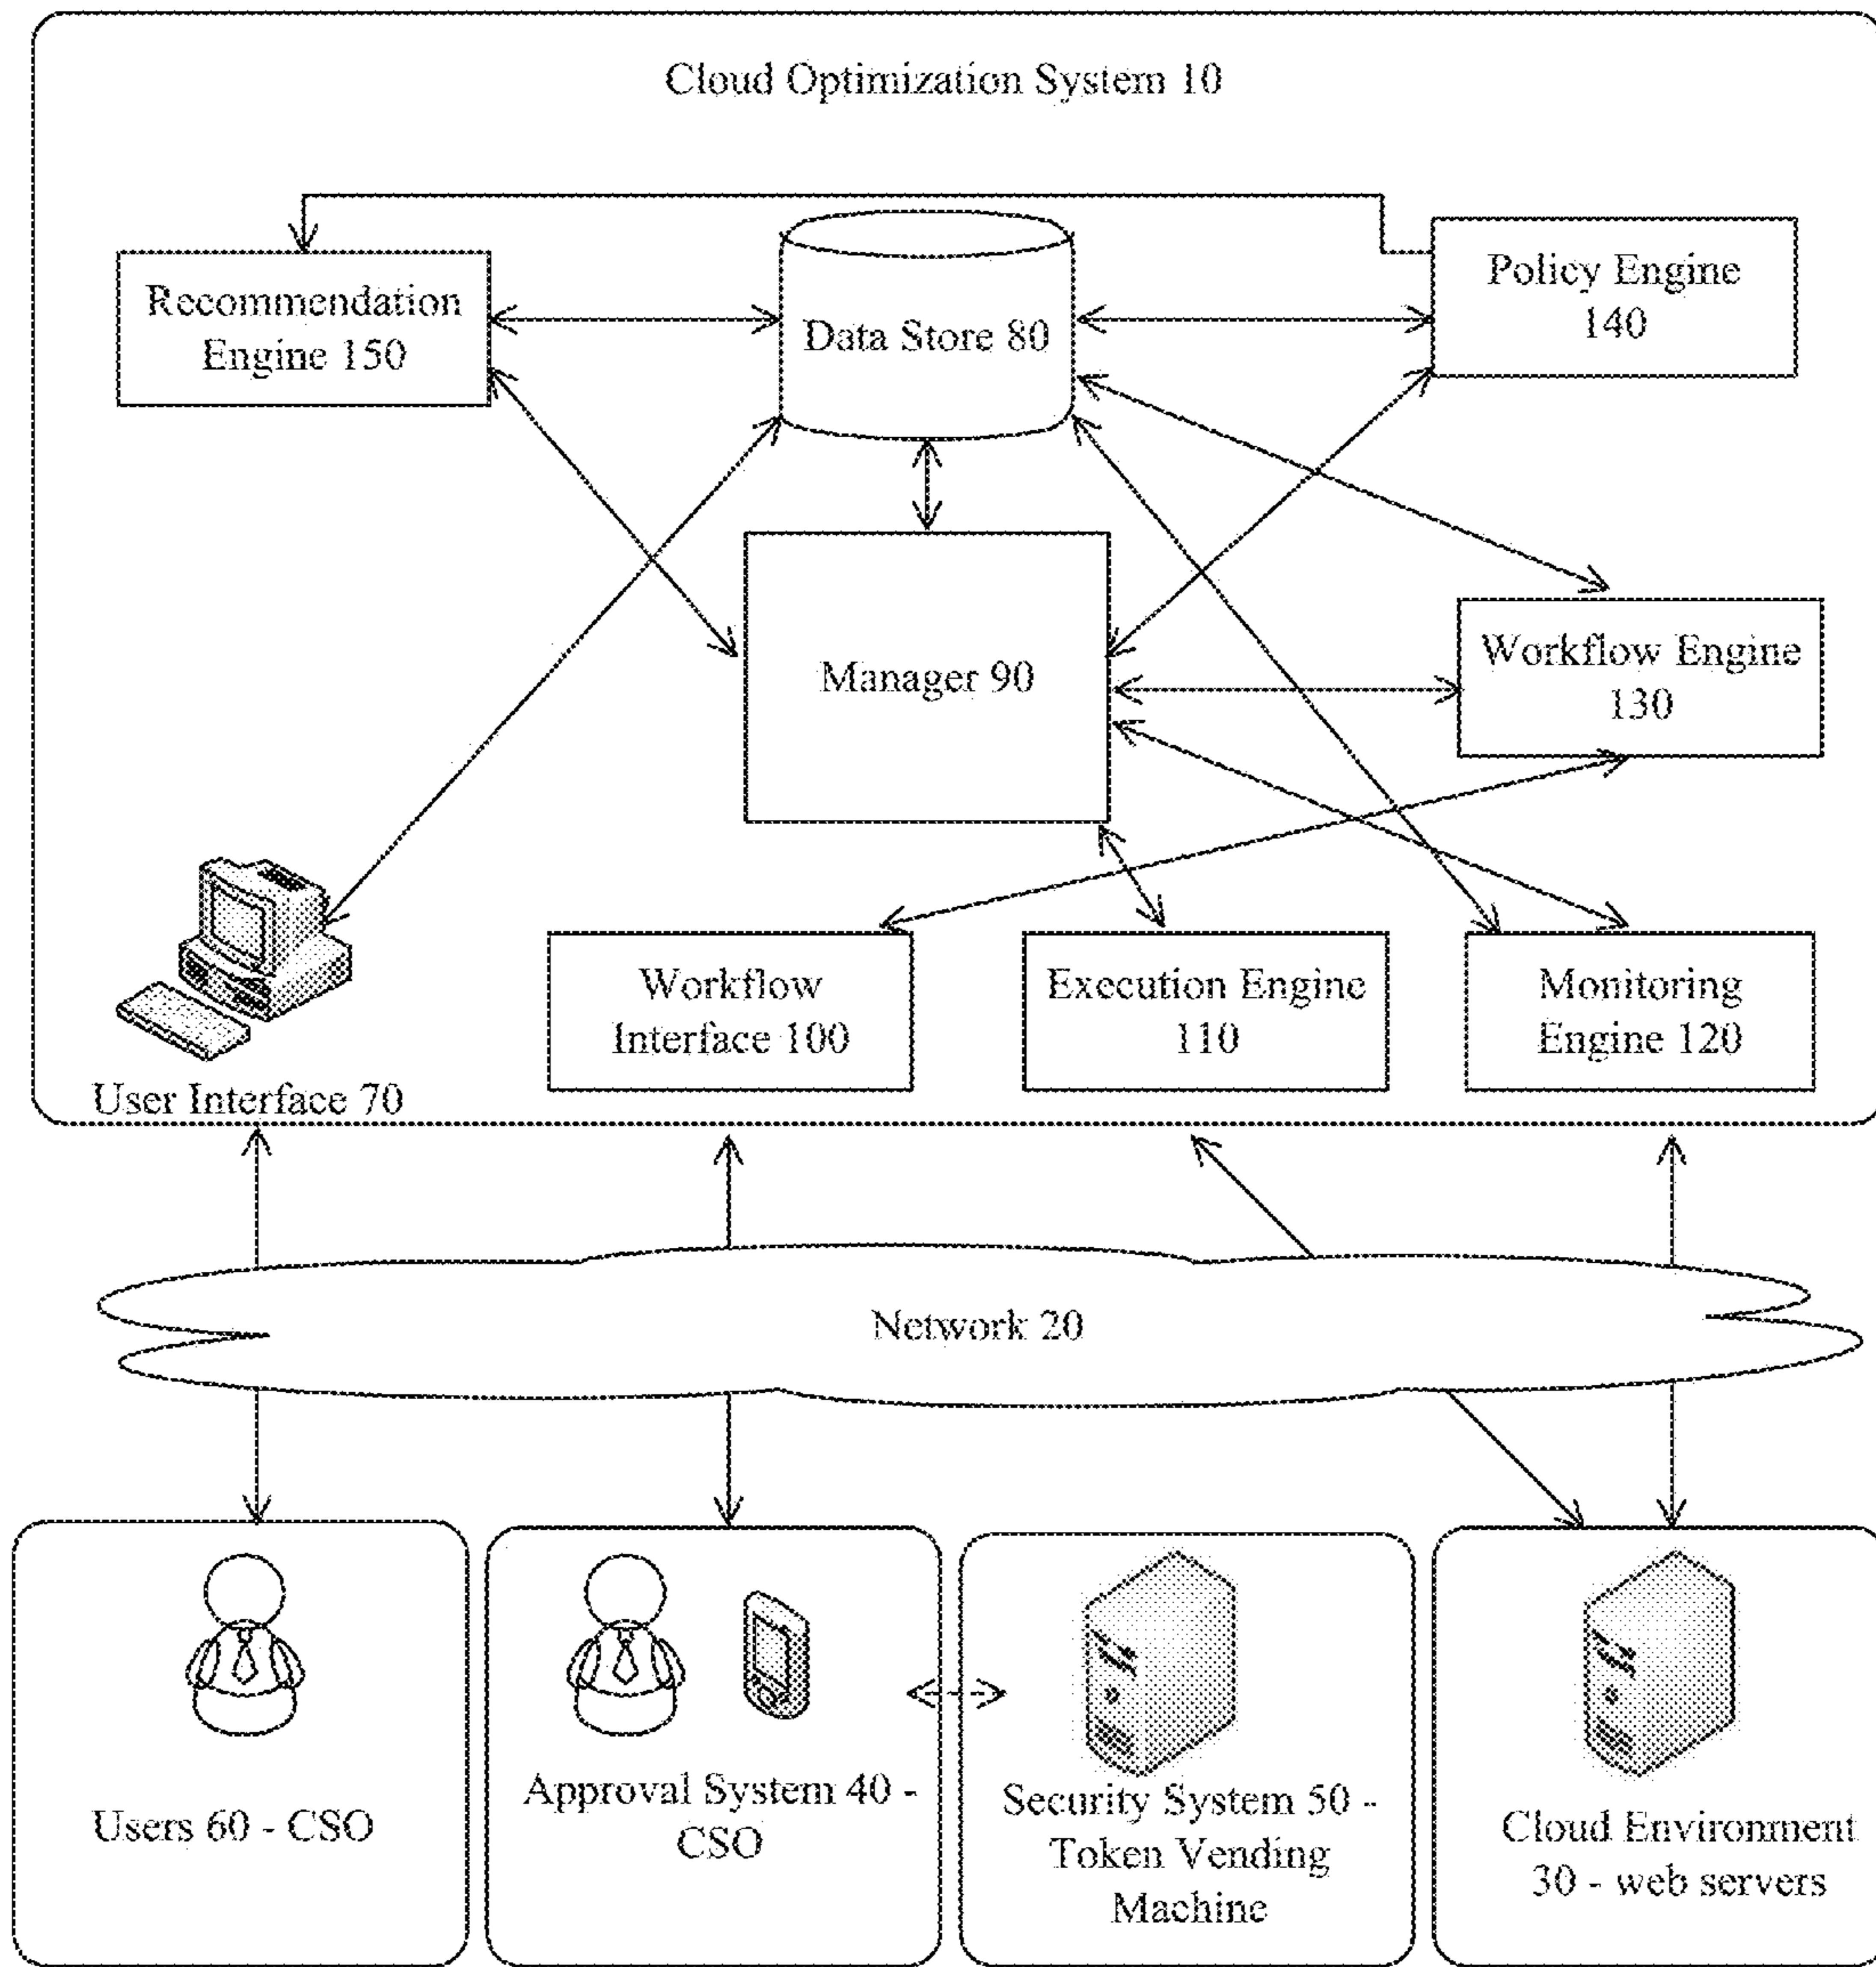 Cloud Optimization System 10
Recommendation
Engine 150
Data Store 80
Policy Engine
140
Manager 90
Workflow Engine
130
Workflow
Interface 100
Execution Engine
110
Monitoring
Engine 120
User Interface 70
Network 20
Users 60 - CSO
Approval System 40 -
CSO
Security System 50 -
Token Vending
Machine
Cloud Environment
30 - web servers